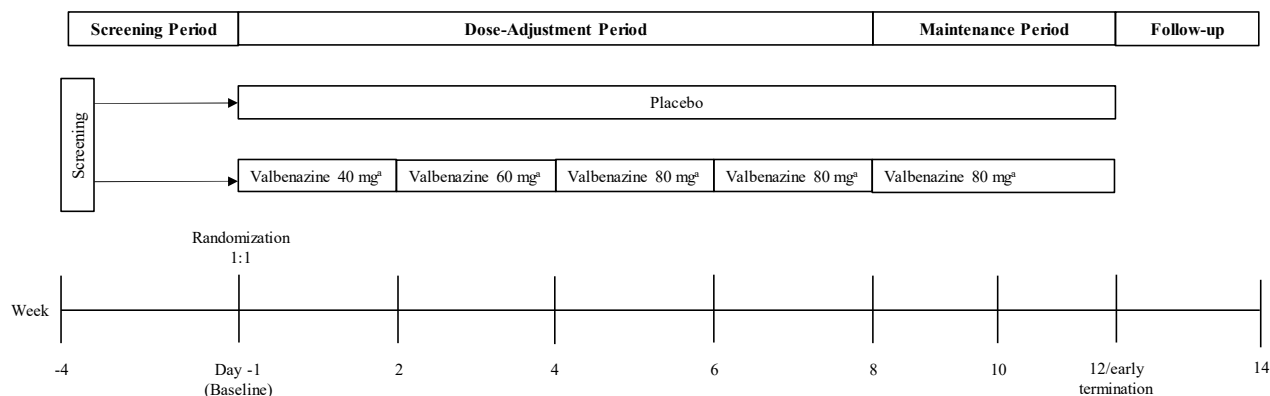 Screening Period
Dose-Adjustment Period
Maintenance Period
Follow-up
Screening
Placebo
Valbenazine 40 mgᵃ
Valbenazine 60 mgᵃ
Valbenazine 80 mgᵃ
Valbenazine 80 mgᵃ
Valbenazine 80 mgᵃ
Randomization
1:1
Week
-4
Day -1
(Baseline)
2
4
6
8
10
12/early
termination
14